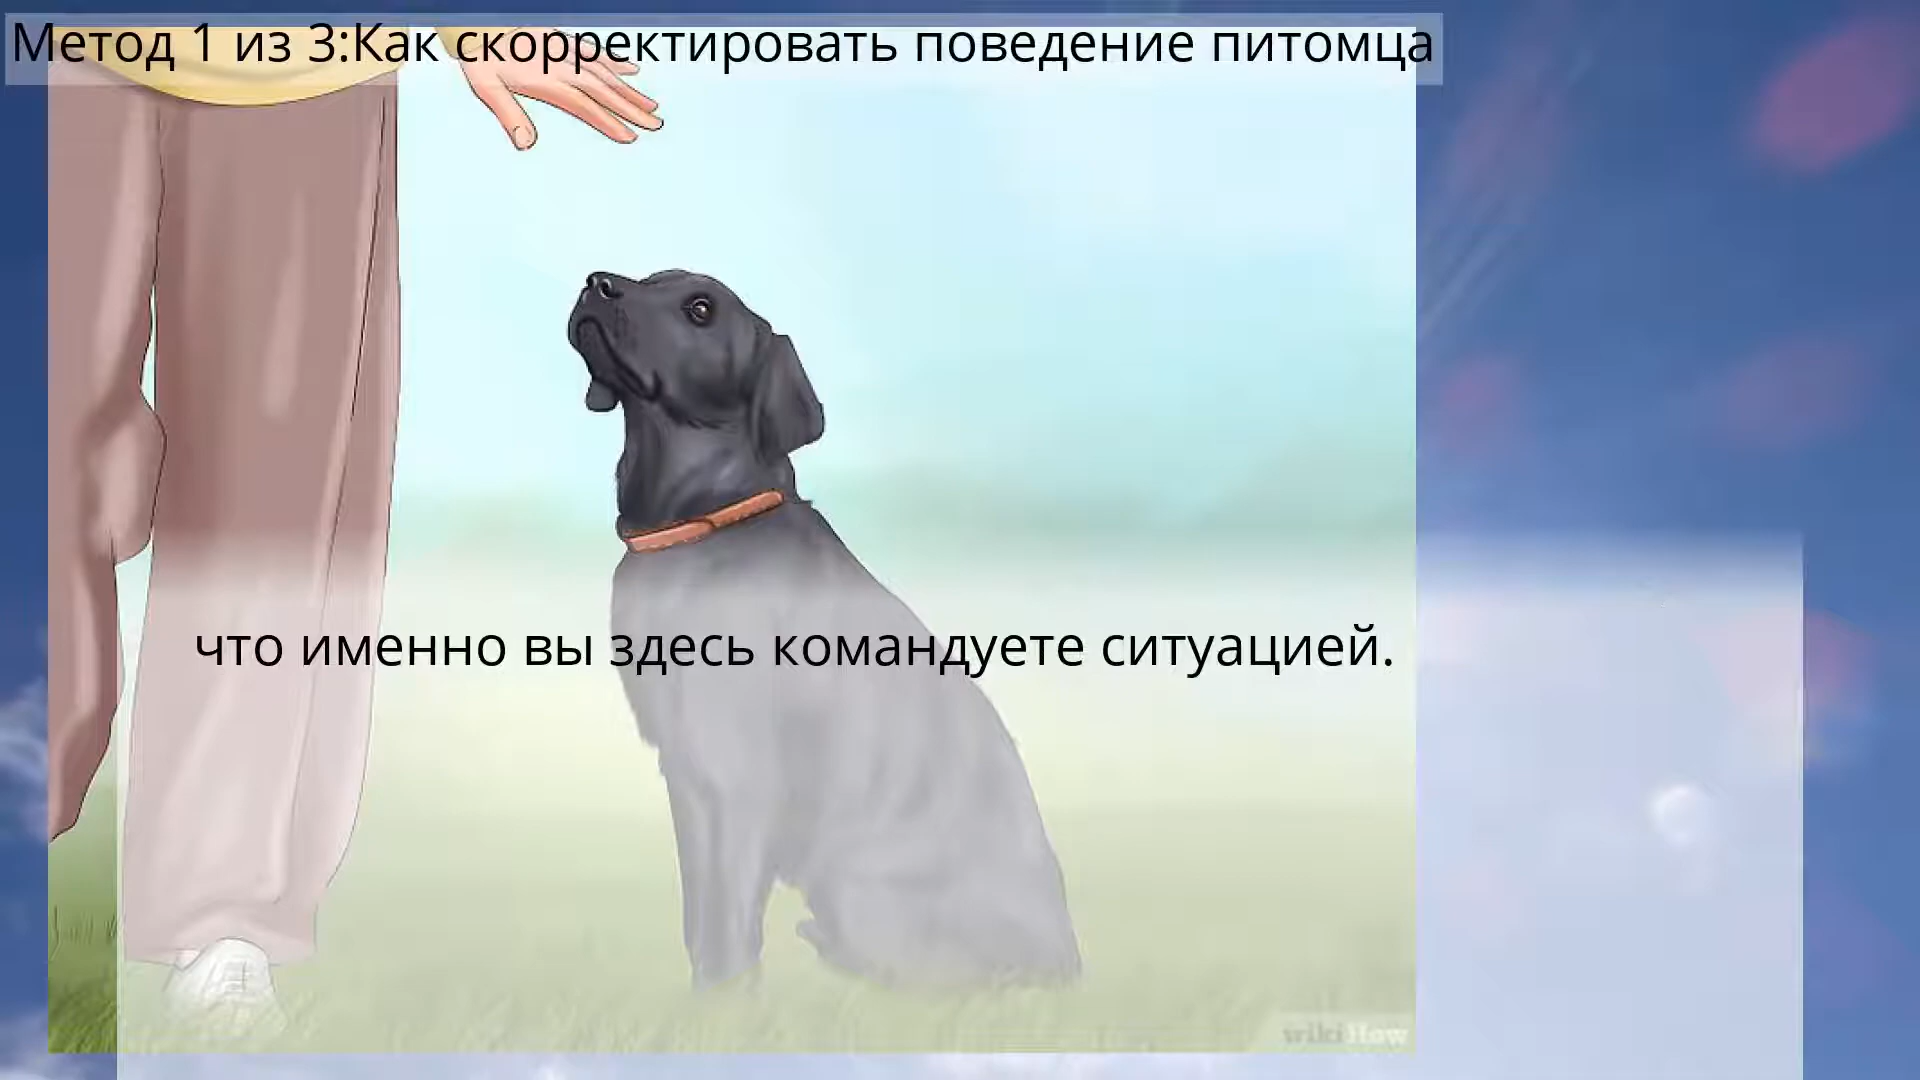 Метод 1 из 3:Как скорректировать поведение питомца
что именно вы здесь командуете ситуацией.
wikiHow